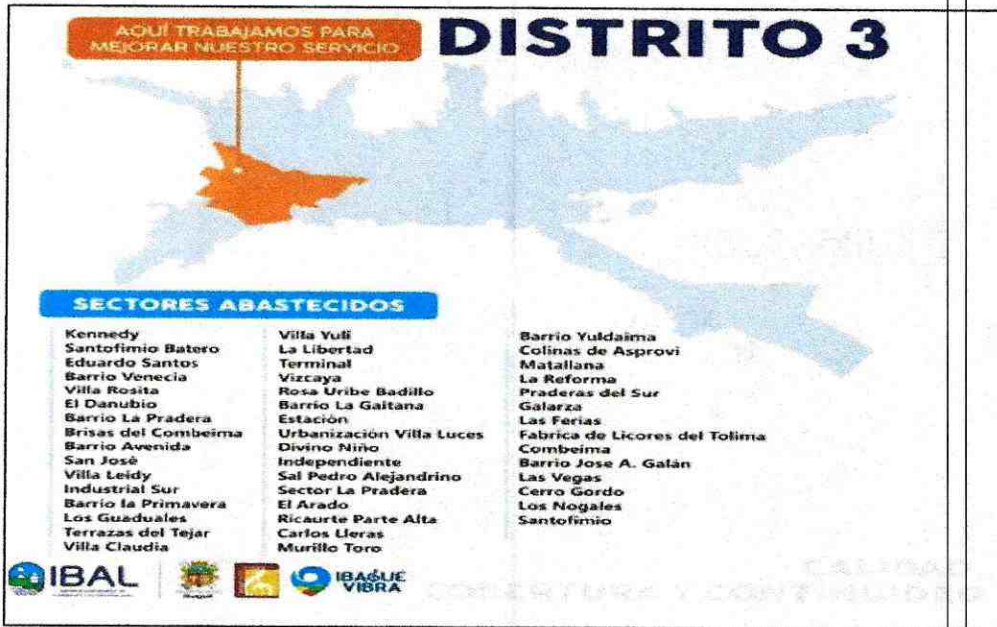 AQUÍ TRABAJAMOS PARA
MEJORAR NUESTRO SERVICIO
DISTRITO 3
SECTORES ABASTECIDOS
Kennedy
Santofimio Batero
Eduardo Santos
Barrio Venecia
Villa Rosita
El Danubio
Barrio La Pradera
Brisas del Combeima
Barrio Avenida
San José
Villa Leidy
Industrial Sur
Barrio la Primavera
Los Guaduales
Terrazas del Tejar
Villa Claudia
Villa Yuli
La Libertad
Terminal
Vizcaya
Rosa Uribe Badillo
Barrio La Gaitana
Estación
Urbanización Villa Luces
Divino Niño
Independiente
Sal Pedro Alejandrino
Sector La Pradera
El Arado
Ricaurte Parte Alta
Carlos Lleras
Murillo Toro
Barrio Yuldaima
Colinas de Asprovi
Matallana
La Reforma
Praderas del Sur
Galarza
Las Ferias
Fabrica de Licores del Tolima
Combeima
Barrio Jose A. Galán
Las Vegas
Cerro Gordo
Los Nogales
Santofimio
IBAL
IBAGUÉ
VIBRA
CALIDAD
COBERTURA Y